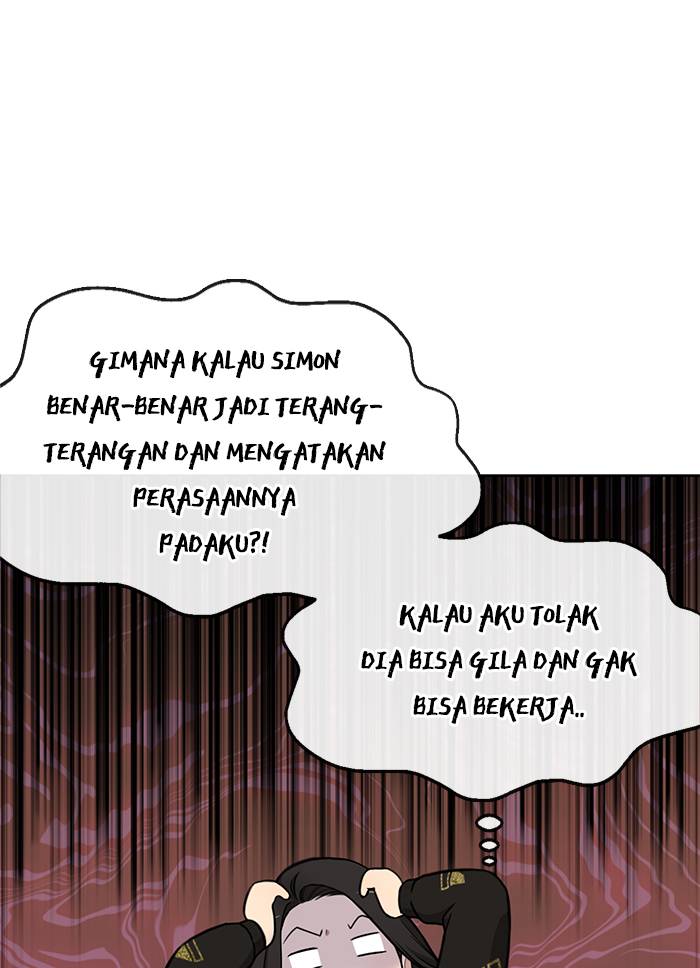 GIMANA KALAU SIMON
BENAR-BENAR JADI TERANG-
TERANGAN DAN MENGATAKAN
PERASAANNYA
PADAKU?!
KALAU AKU TOLAK
DIA BISA GILA DAN GAK
BISA BEKERJA..